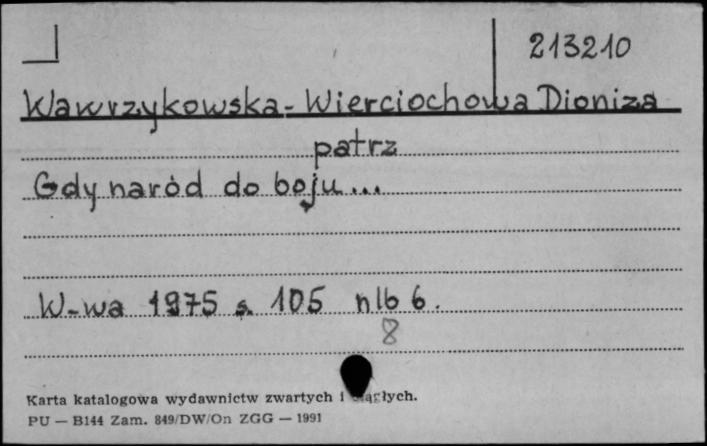 213210
Wawrzykowska-Wierciochowa Dioniza
patrz
Gdy naród do boju...
W-wa 1975 s. 105 nlb 6.
8
Karta katalogowa wydawnictw zwartych i ciągłych.
PU — B144 Zam. 849/DW/On ZGG — 1991